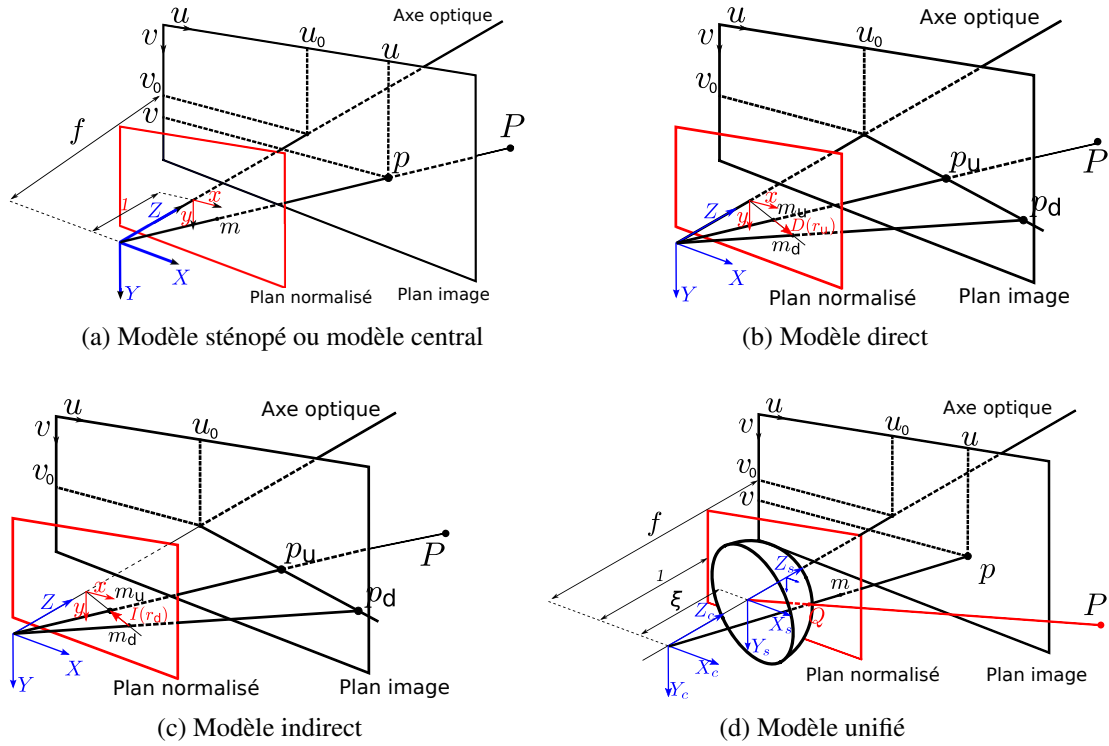 Axe optique
u
v
u₀
u
v₀
v
f
P
p
1
Z
x
y
m
X
Y
Plan normalisé
Plan image
(a) Modèle sténopé ou modèle central
Axe optique
u
v
u₀
v₀
P
pu
pd
Z
x
y
mu
D(ru)
md
X
Y
Plan normalisé
Plan image
(b) Modèle direct
Axe optique
u
v
u₀
v₀
P
pu
pd
Z
x
y
mu
I(rd)
md
X
Y
Plan normalisé
Plan image
(c) Modèle indirect
Axe optique
u
v
u₀
u
v₀
v
f
p
P
1
ξ
Zs
m
Zc
Xs
Q
Ys
Xc
Yc
Plan normalisé
Plan image
(d) Modèle unifié